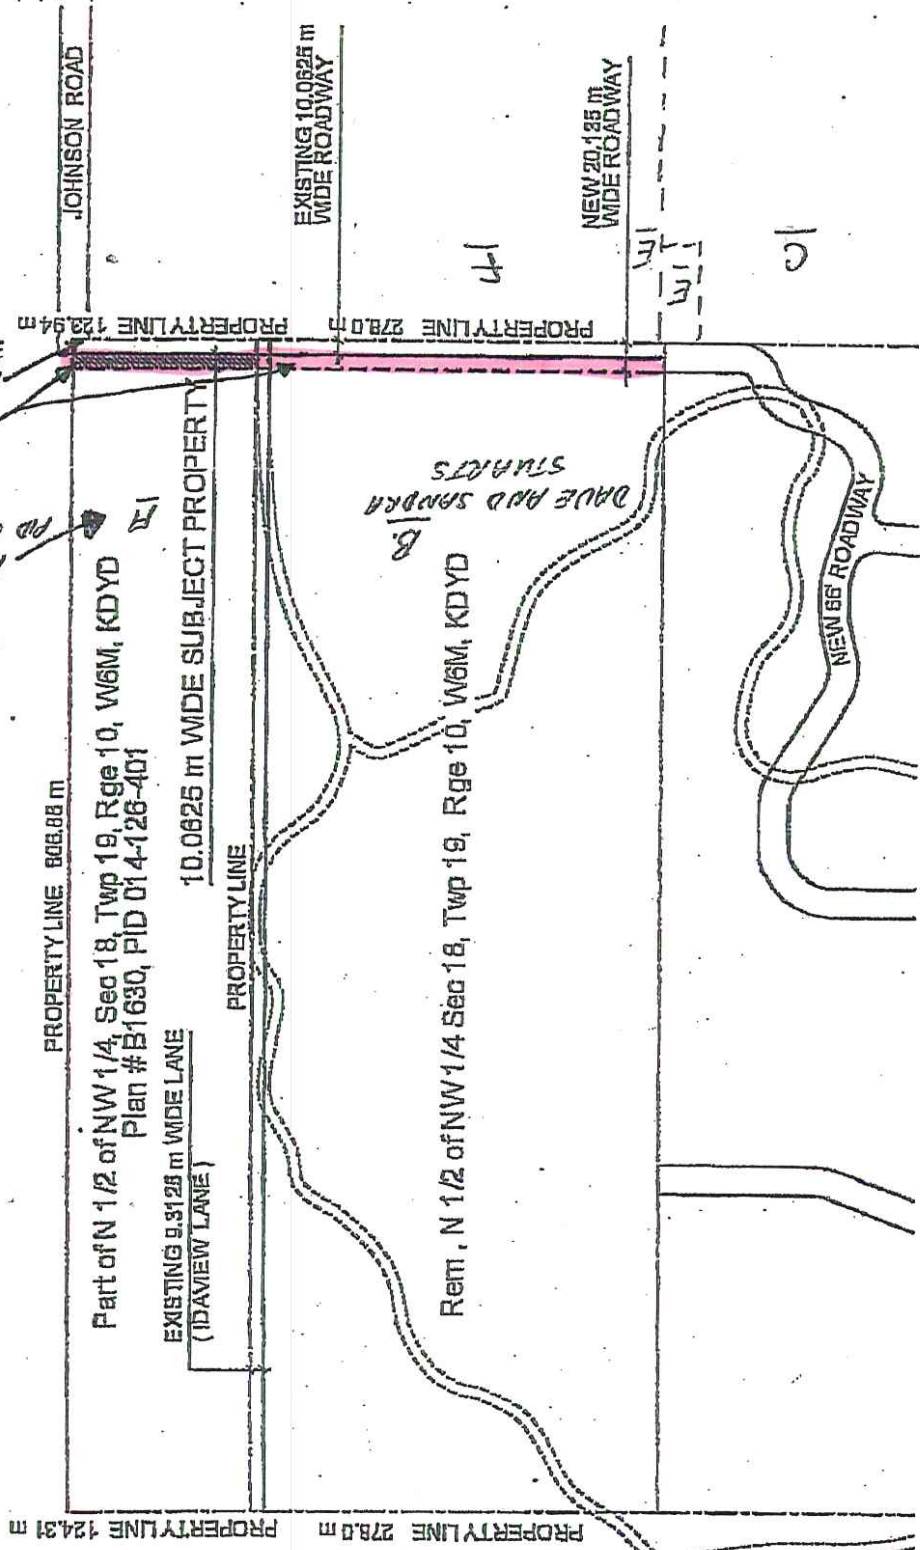 JOHNSON ROAD
EXISTING 10.0625 m
WIDE ROADWAY
NEW 20.125 m
WIDE ROADWAY
PROPERTY LINE 123.94 m
PROPERTY LINE 278.0 m
F
E
E
C
PID
A
PROPERTY LINE 808.88 m
Part of N 1/2 of NW 1/4, Sec 18, Twp 19, Rge 10, W6M, KDYD
Plan #B1630, PID 014-126-401
10.0625 m WIDE SUBJECT PROPERTY
EXISTING 9.3128 m WIDE LANE
( IDAVIEW LANE )
PROPERTY LINE
B.
DAVE AND SANDRA
STUARTS
Rem , N 1/2 of NW 1/4 Sec 18, Twp 19, Rge 10, W6M, KDYD
NEW 66' ROADWAY
PROPERTY LINE 124.31 m
PROPERTY LINE 278.0 m